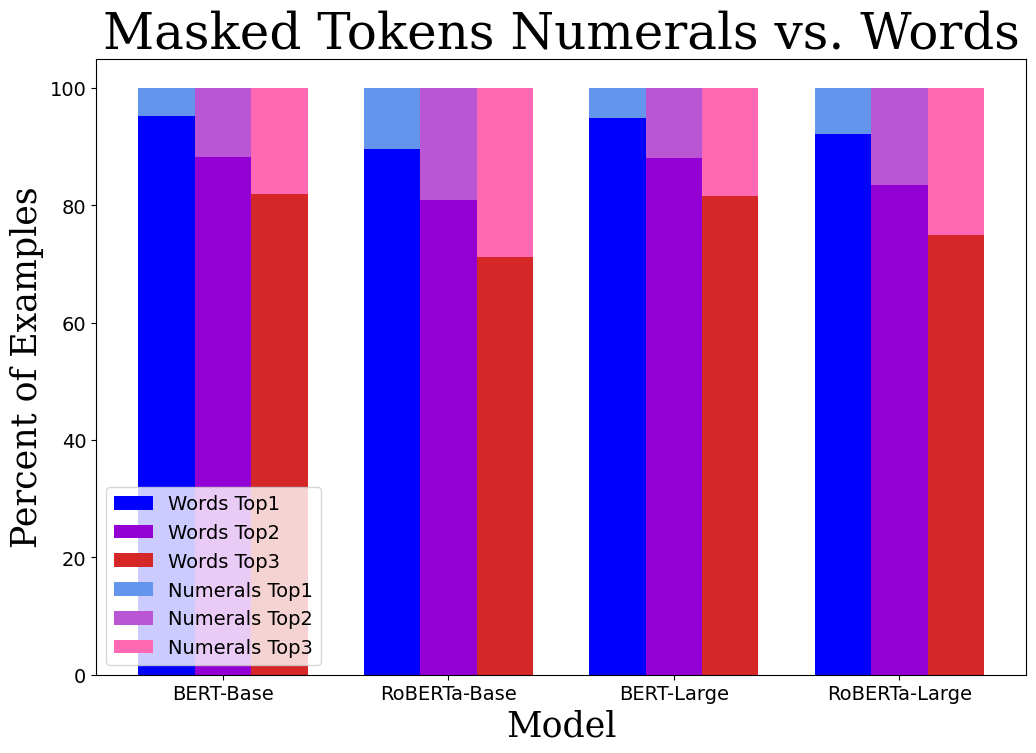 Masked Tokens Numerals vs. Words
Percent of Examples
100
80
60
40
20
0
Words Top1
Words Top2
Words Top3
Numerals Top1
Numerals Top2
Numerals Top3
BERT-Base RoBERTa-Base BERT-Large RoBERTa-Large
Model